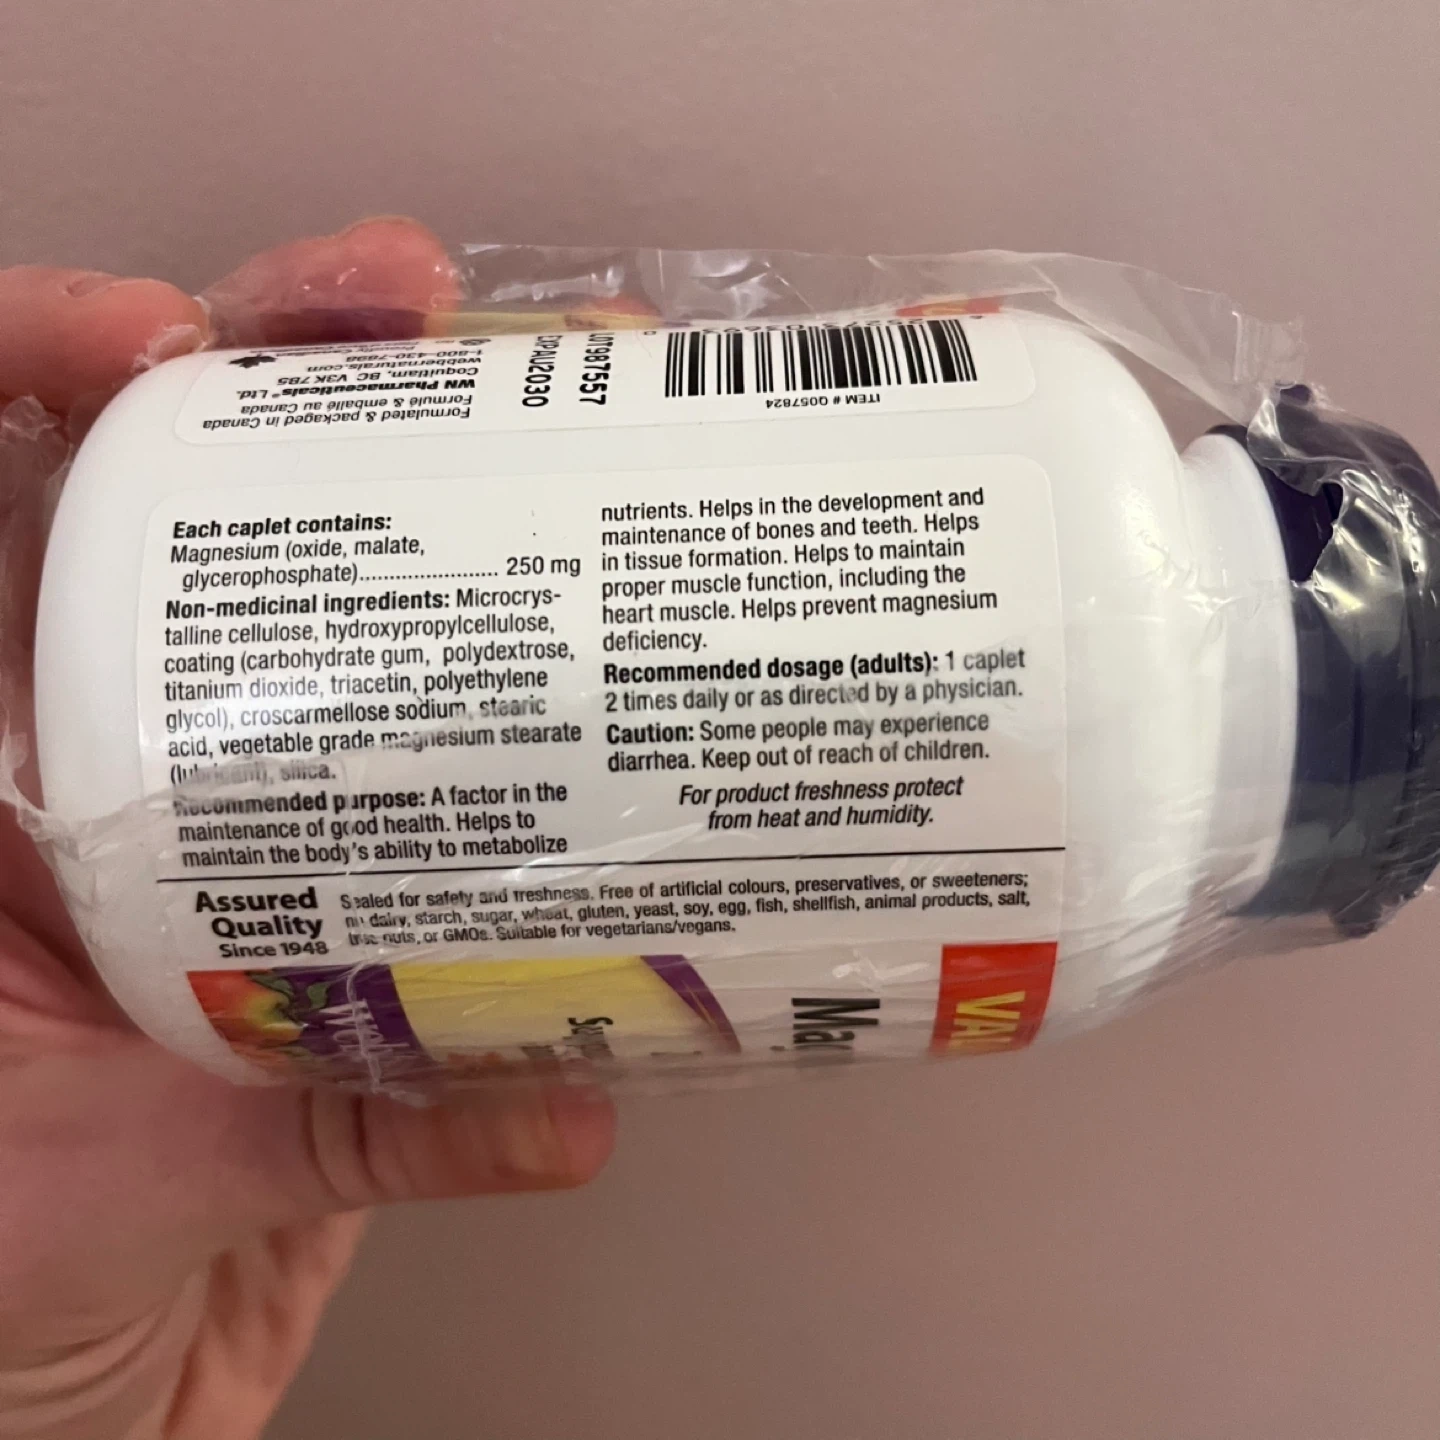 Each caplet contains:
Magnesium (oxide, malate,
glycerophosphate)....................... 250 mg
Non-medicinal ingredients: Microcrys-
talline cellulose, hydroxypropylcellulose,
coating (carbohydrate gum, polydextrose,
titanium dioxide, triacetin, polyethylene
glycol), croscarmellose sodium, stearic
acid, vegetable grade magnesium stearate
(lubricant), silica.
Recommended purpose: A factor in the
maintenance of good health. Helps to
maintain the body's ability to metabolize
nutrients. Helps in the development and
maintenance of bones and teeth. Helps
in tissue formation. Helps to maintain
proper muscle function, including the
heart muscle. Helps prevent magnesium
deficiency.
Recommended dosage (adults): 1 caplet
2 times daily or as directed by a physician.
Caution: Some people may experience
diarrhea. Keep out of reach of children.
For product freshness protect
from heat and humidity.
Assured
Quality
Since 1948
Sealed for safety and freshness. Free of artificial colours, preservatives, or sweeteners;
no dairy, starch, sugar, wheat, gluten, yeast, soy, egg, fish, shellfish, animal products, salt,
tree nuts, or GMOs. Suitable for vegetarians/vegans.
Formulated & packaged in Canada
Formulé & emballé au Canada
WN Pharmaceuticals® Ltd.
Coquitlam, BC V3K 7B5
webbernaturals.com
1-800-430-7898
Proudly Canadian
LOT987557
EXPAU2030
ITEM # Q057824
VA
Mag